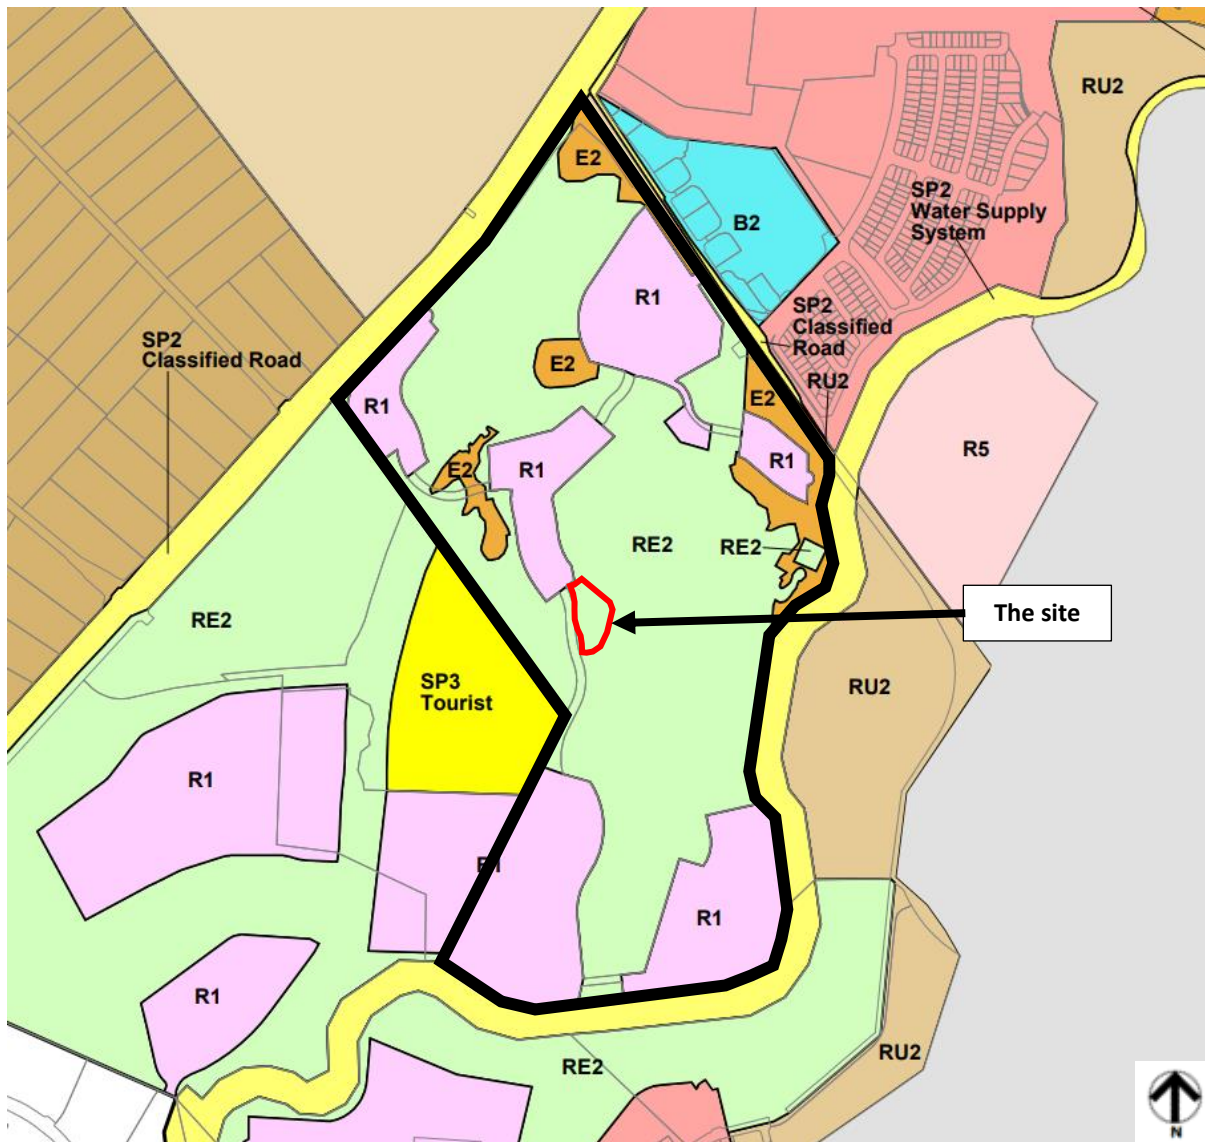 RU2
E2
SP2
Water Supply
System
B2
R1
SP2
Classified
Road
SP2
Classified Road
E2
RU2
E2
R1
R5
E2
R1
R1
RE2
RE2
The site
RE2
SP3
Tourist
RU2
R1
R1
R1
R1
RU2
RE2
N